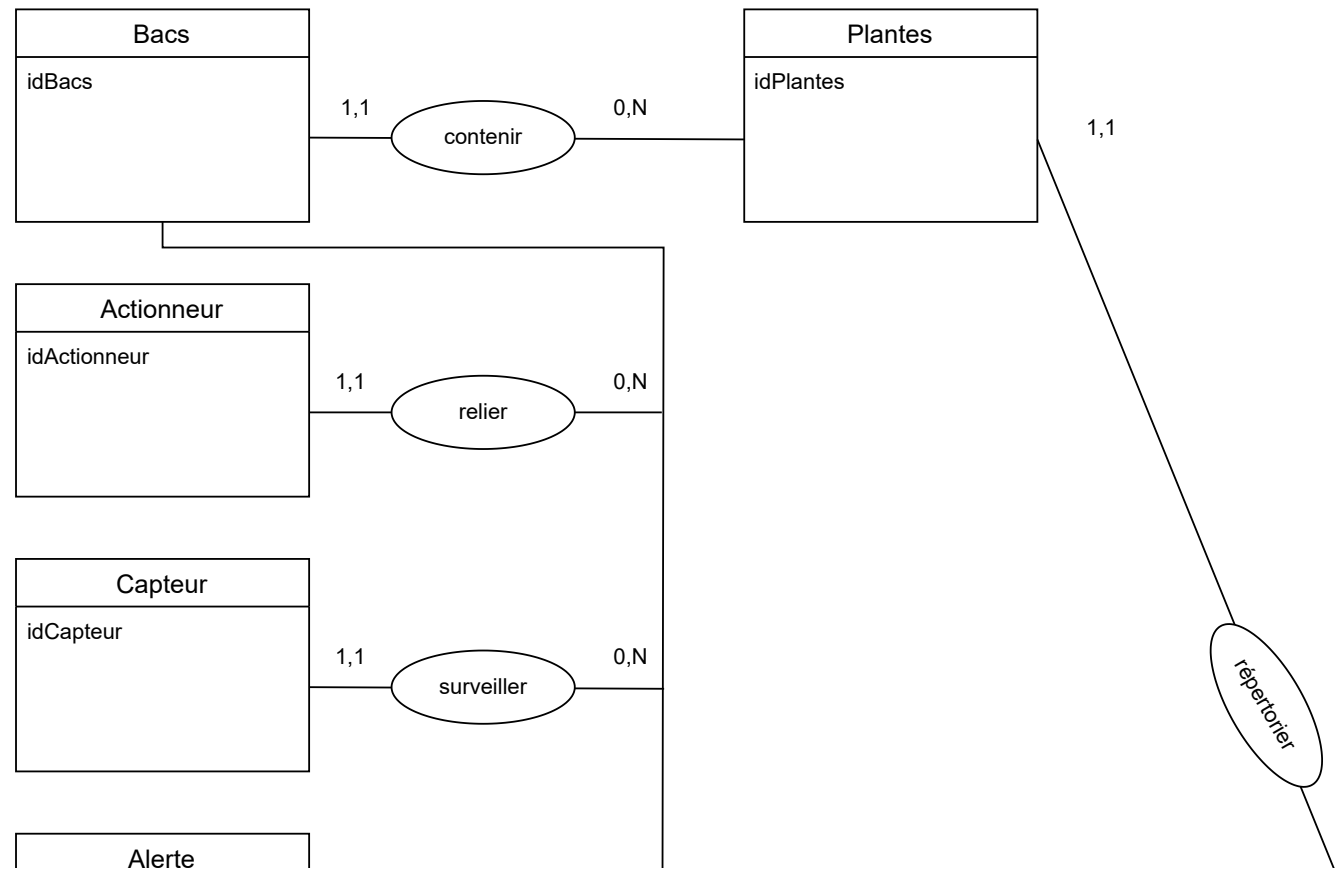 Bacs
idBacs
1,1
contenir
0,N
Plantes
idPlantes
1,1
Actionneur
idActionneur
1,1
relier
0,N
Capteur
idCapteur
1,1
surveiller
0,N
répertorier
Alerte